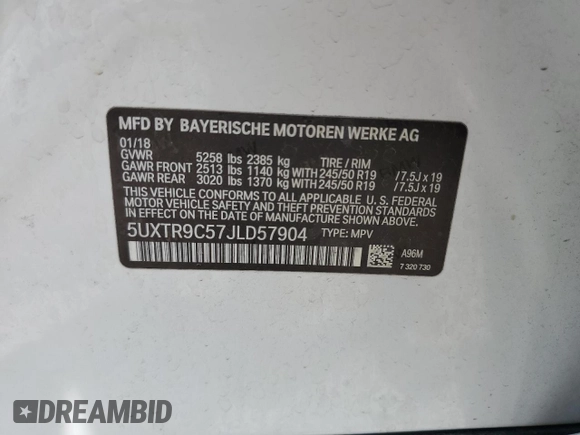 MFD BY BAYERISCHE MOTOREN WERKE AG
01/18
GVWR 5258 lbs 2385 kg TIRE / RIM
GAWR FRONT 2513 lbs 1140 kg WITH 245/50 R19 /7.5J x 19
GAWR REAR 3020 lbs 1370 kg WITH 245/50 R19 /7.5J x 19
THIS VEHICLE CONFORMS TO ALL APPLICABLE U. S. FEDERAL
MOTOR VEHICLE SAFETY AND THEFT PREVENTION STANDARDS
IN EFFECT ON THE DATE OF MANUFACTURE SHOWN ABOVE.
5UXTR9C57JLD57904 TYPE: MPV
A96M
7 320 730
DREAMBID